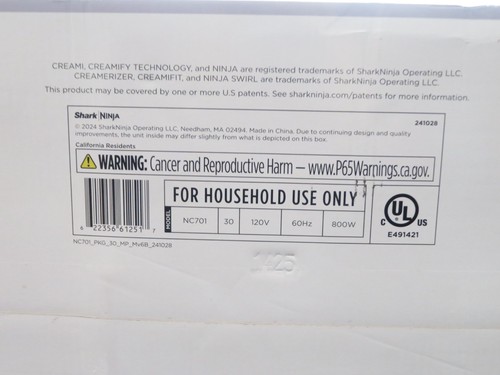 CREAMI, CREAMIFY TECHNOLOGY, and NINJA are registered trademarks of SharkNinja Operating LLC.
CREAMERIZER, CREAMIFIT, and NINJA SWIRL are trademarks of SharkNinja Operating LLC.
This product may be covered by one or more U.S patents. See sharkninja.com/patents for more information.
Shark NINJA
241028
© 2024 SharkNinja Operating LLC, Needham, MA 02494. Made in China. Due to continuing design and quality
improvements, the unit inside may differ slightly from what is depicted on this box.
California Residents
WARNING: Cancer and Reproductive Harm – www.P65Warnings.ca.gov.
FOR HOUSEHOLD USE ONLY
MODEL NC701 30 120V 60Hz 800W
6 22356 61251 7
C UL US
E491421
NC701_PKG_30_MP_Mv6B_241028